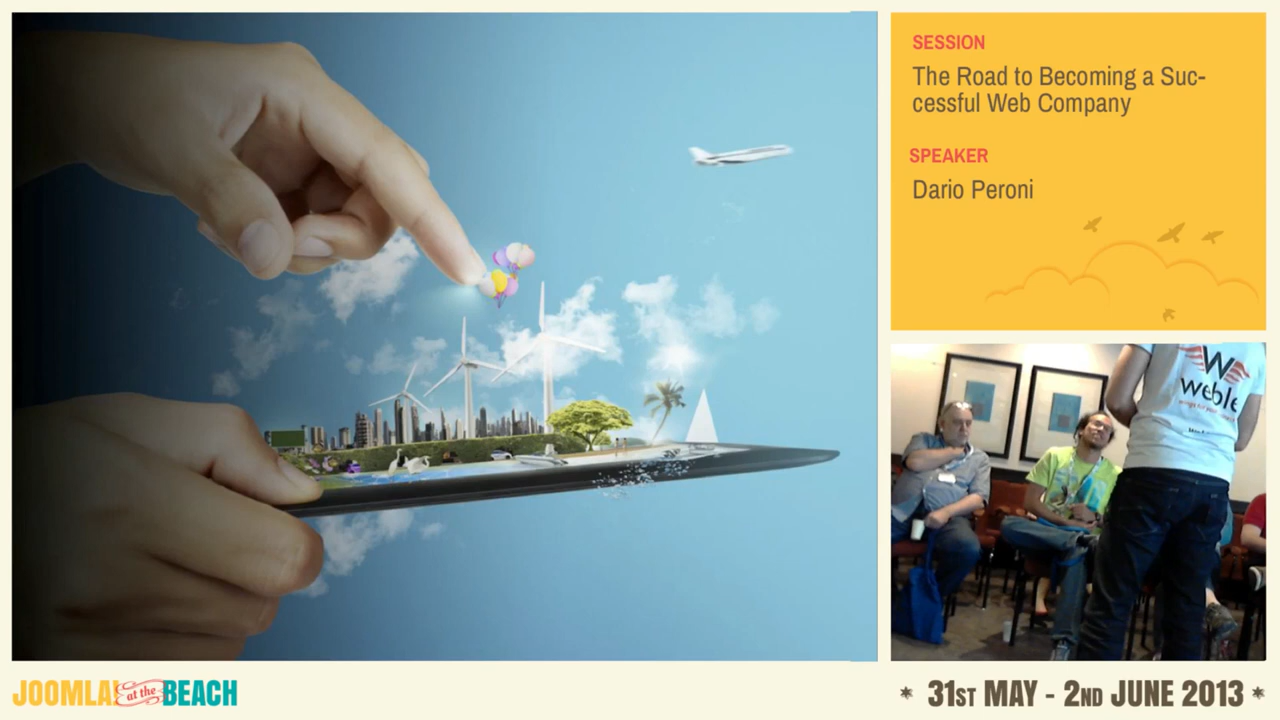 SESSION
The Road to Becoming a Suc-
cessful Web Company
SPEAKER
Dario Peroni
W
weble
JOOMLA! at the BEACH
* 31ST MAY - 2ND JUNE 2013 *